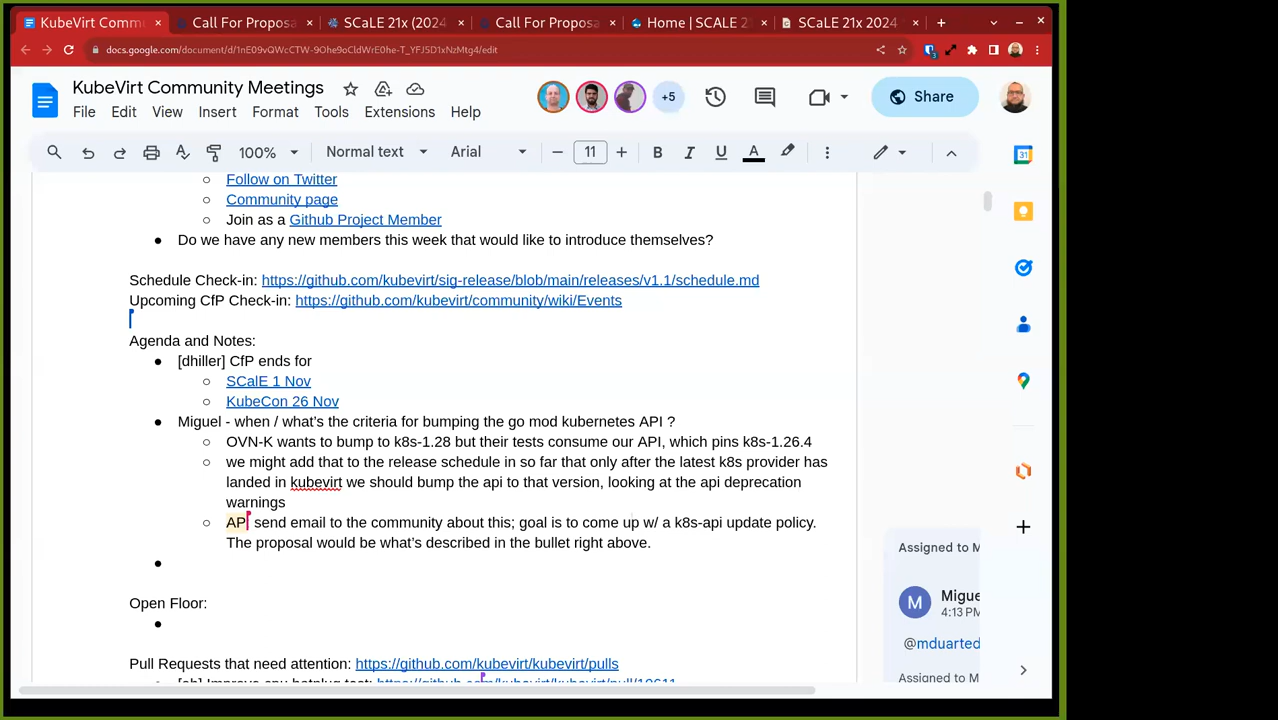 KubeVirt Comm
Call For Proposa
SCaLE 21x (2024
Call For Proposa
Home | SCALE 21
SCaLE 21x 2024
docs.google.com/document/d/1nE09vQWcCTW-9Ohe9oCldWrE0he-T_YFJ5D1xNzMtg4/edit
KubeVirt Community Meetings
File Edit View Insert Format Tools Extensions Help
+5
Share
100% Normal text Arial 11 B I U A
31
Follow on Twitter
Community page
Join as a Github Project Member
Do we have any new members this week that would like to introduce themselves?
Schedule Check-in: https://github.com/kubevirt/sig-release/blob/main/releases/v1.1/schedule.md
Upcoming CfP Check-in: https://github.com/kubevirt/community/wiki/Events
Agenda and Notes:
[dhiller] CfP ends for
SCalE 1 Nov
KubeCon 26 Nov
Miguel - when / what's the criteria for bumping the go mod kubernetes API ?
OVN-K wants to bump to k8s-1.28 but their tests consume our API, which pins k8s-1.26.4
we might add that to the release schedule in so far that only after the latest k8s provider has
landed in kubevirt we should bump the api to that version, looking at the api deprecation
warnings
AP send email to the community about this; goal is to come up w/ a k8s-api update policy.
The proposal would be what's described in the bullet right above.
Open Floor:
Pull Requests that need attention: https://github.com/kubevirt/kubevirt/pulls
Assigned to M
M
Migue
4:13 PM
@mduarted
Assigned to M